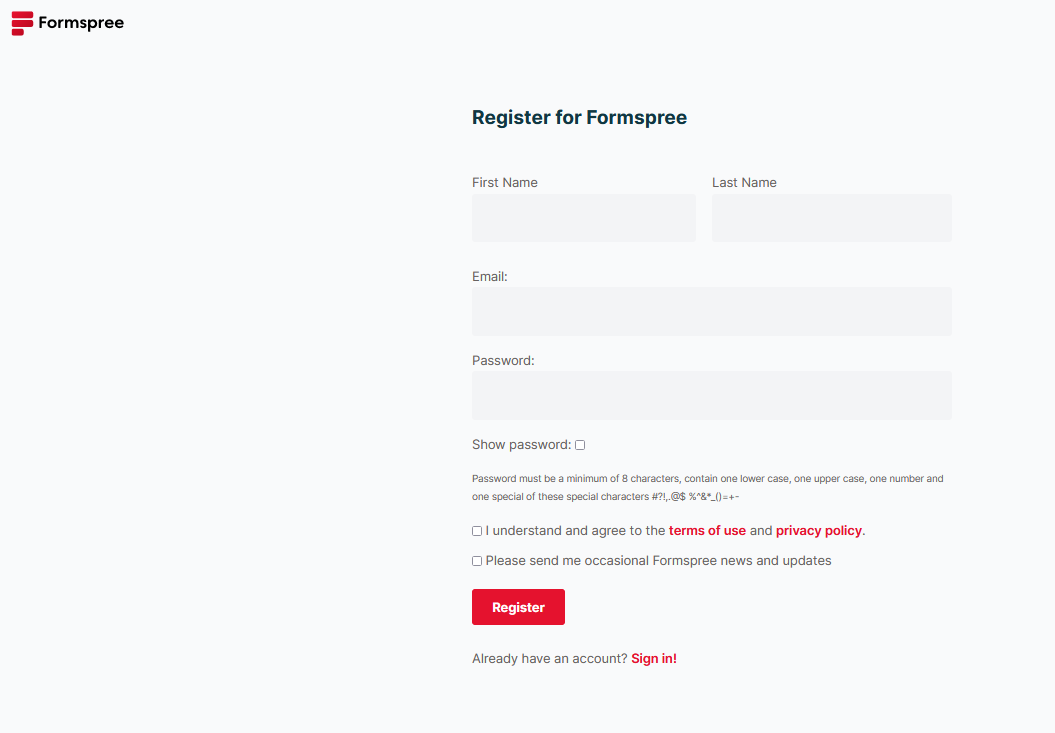 Formspree
Register for Formspree
First Name
Last Name
Email:
Password:
Show password:
Password must be a minimum of 8 characters, contain one lower case, one upper case, one number and
one special of these special characters #?!,.@$ %^&*_()=+-
I understand and agree to the terms of use and privacy policy.
Please send me occasional Formspree news and updates
Register
Already have an account? Sign in!